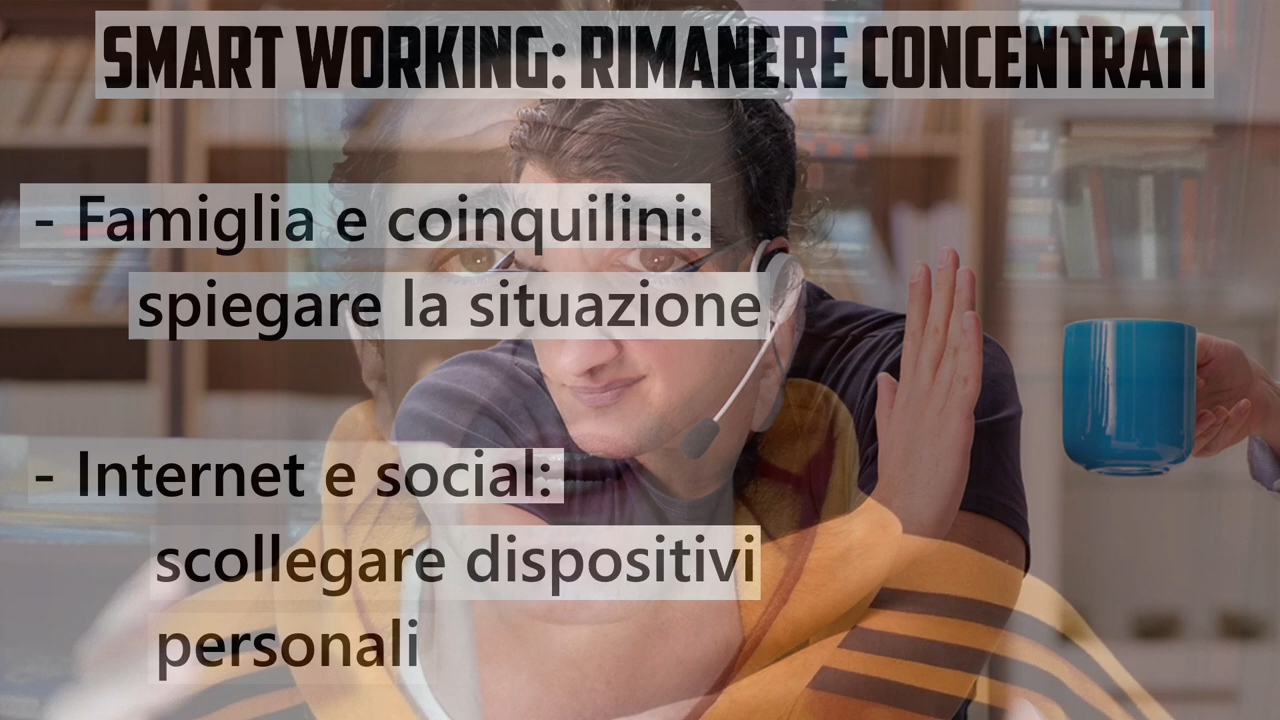 SMART WORKING: RIMANERE CONCENTRATI
- Famiglia e coinquilini:
spiegare la situazione
- Internet e social:
scollegare dispositivi
personali